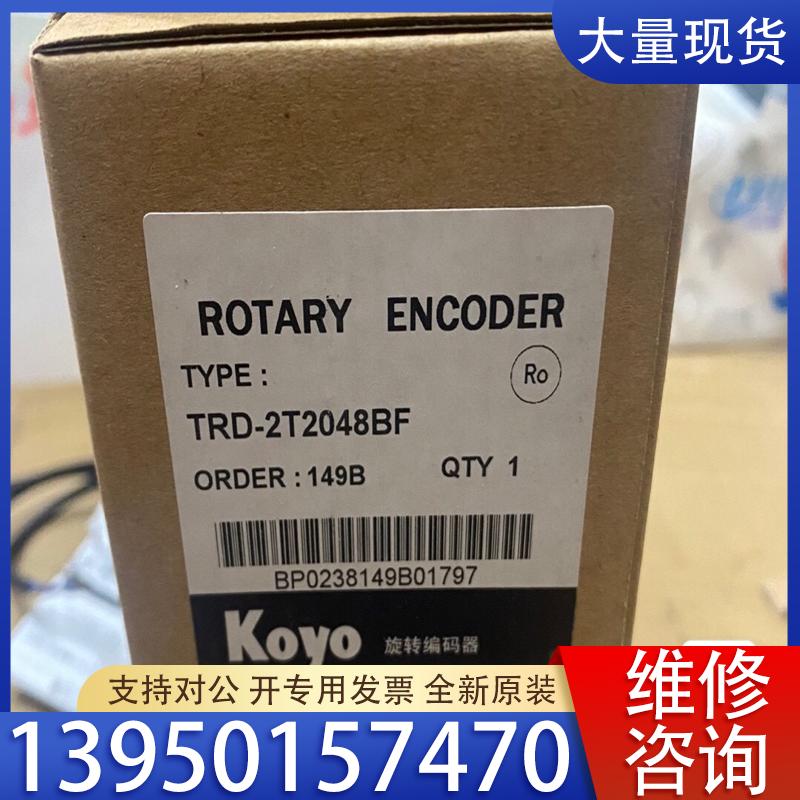 大量现货
ROTARY ENCODER
TYPE :
Ro
TRD-2T2048BF
ORDER : 149B QTY 1
BP0238149B01797
Koyo 旋转编码器
支持对公 开专用发票 全新原装
13950157470
维修
咨询